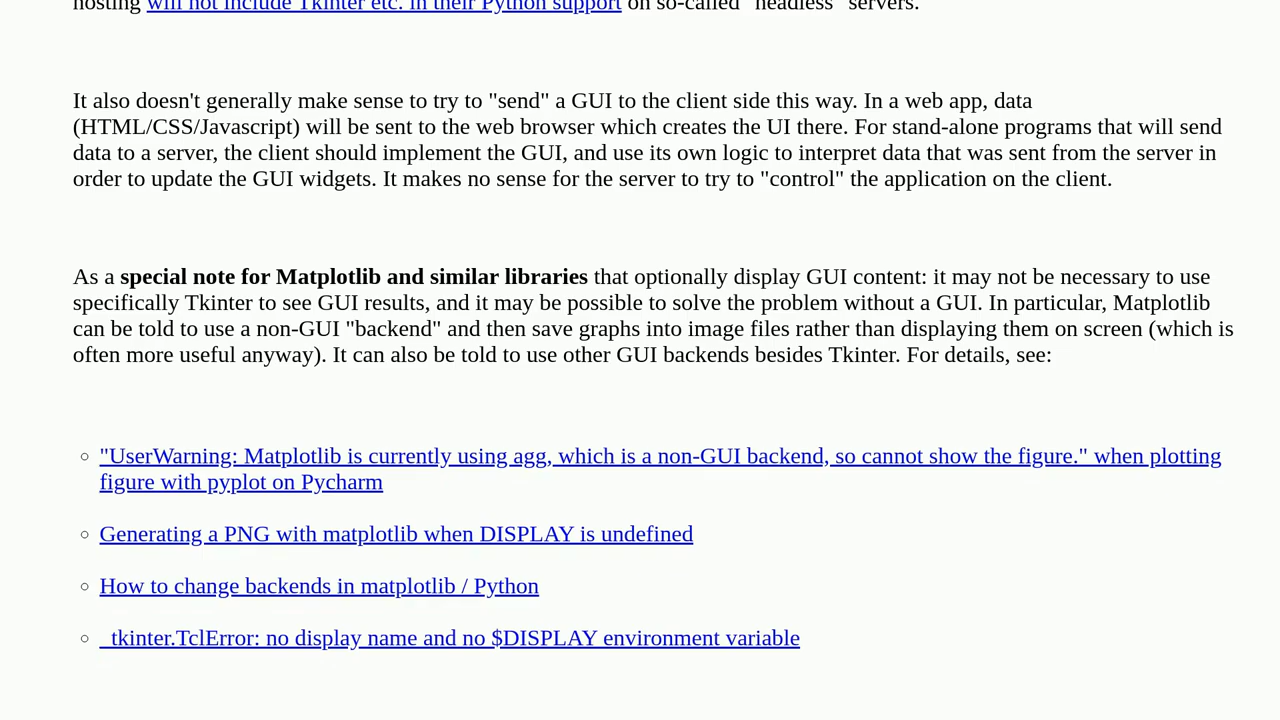 hosting will not include Tkinter etc. in their Python support on so-called "headless" servers.
It also doesn't generally make sense to try to "send" a GUI to the client side this way. In a web app, data
(HTML/CSS/Javascript) will be sent to the web browser which creates the UI there. For stand-alone programs that will send
data to a server, the client should implement the GUI, and use its own logic to interpret data that was sent from the server in
order to update the GUI widgets. It makes no sense for the server to try to "control" the application on the client.
As a special note for Matplotlib and similar libraries that optionally display GUI content: it may not be necessary to use
specifically Tkinter to see GUI results, and it may be possible to solve the problem without a GUI. In particular, Matplotlib
can be told to use a non-GUI "backend" and then save graphs into image files rather than displaying them on screen (which is
often more useful anyway). It can also be told to use other GUI backends besides Tkinter. For details, see:
"UserWarning: Matplotlib is currently using agg, which is a non-GUI backend, so cannot show the figure." when plotting
figure with pyplot on Pycharm
Generating a PNG with matplotlib when DISPLAY is undefined
How to change backends in matplotlib / Python
_tkinter.TclError: no display name and no $DISPLAY environment variable